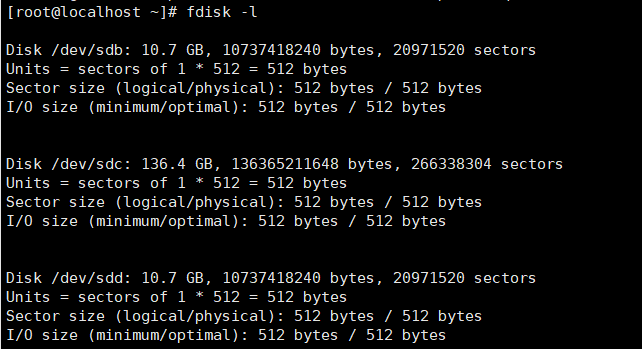 [root@localhost ~]# fdisk -l
Disk /dev/sdb: 10.7 GB, 10737418240 bytes, 20971520 sectors
Units = sectors of 1 * 512 = 512 bytes
Sector size (logical/physical): 512 bytes / 512 bytes
I/O size (minimum/optimal): 512 bytes / 512 bytes
Disk /dev/sdc: 136.4 GB, 136365211648 bytes, 266338304 sectors
Units = sectors of 1 * 512 = 512 bytes
Sector size (logical/physical): 512 bytes / 512 bytes
I/O size (minimum/optimal): 512 bytes / 512 bytes
Disk /dev/sdd: 10.7 GB, 10737418240 bytes, 20971520 sectors
Units = sectors of 1 * 512 = 512 bytes
Sector size (logical/physical): 512 bytes / 512 bytes
I/O size (minimum/optimal): 512 bytes / 512 bytes